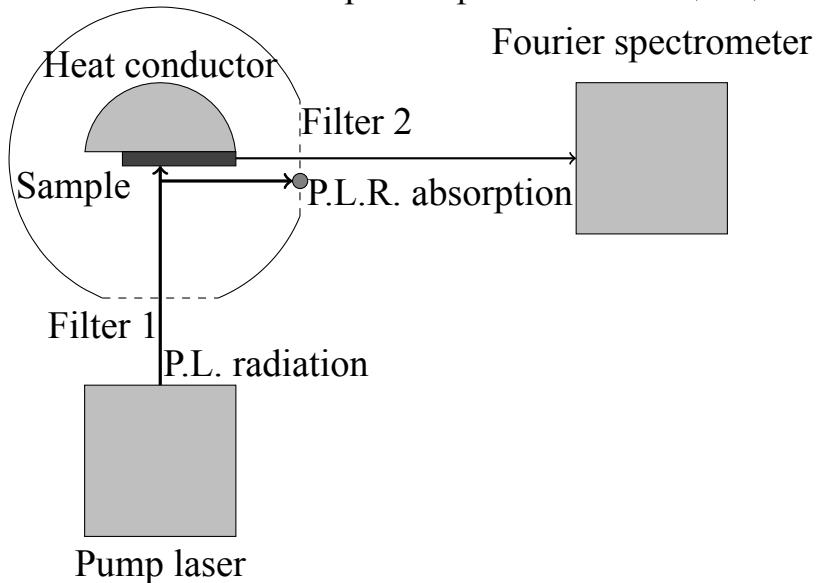 Fourier spectrometer
Heat conductor
Filter 2
Sample
P.L.R. absorption
Filter 1
P.L. radiation
Pump laser